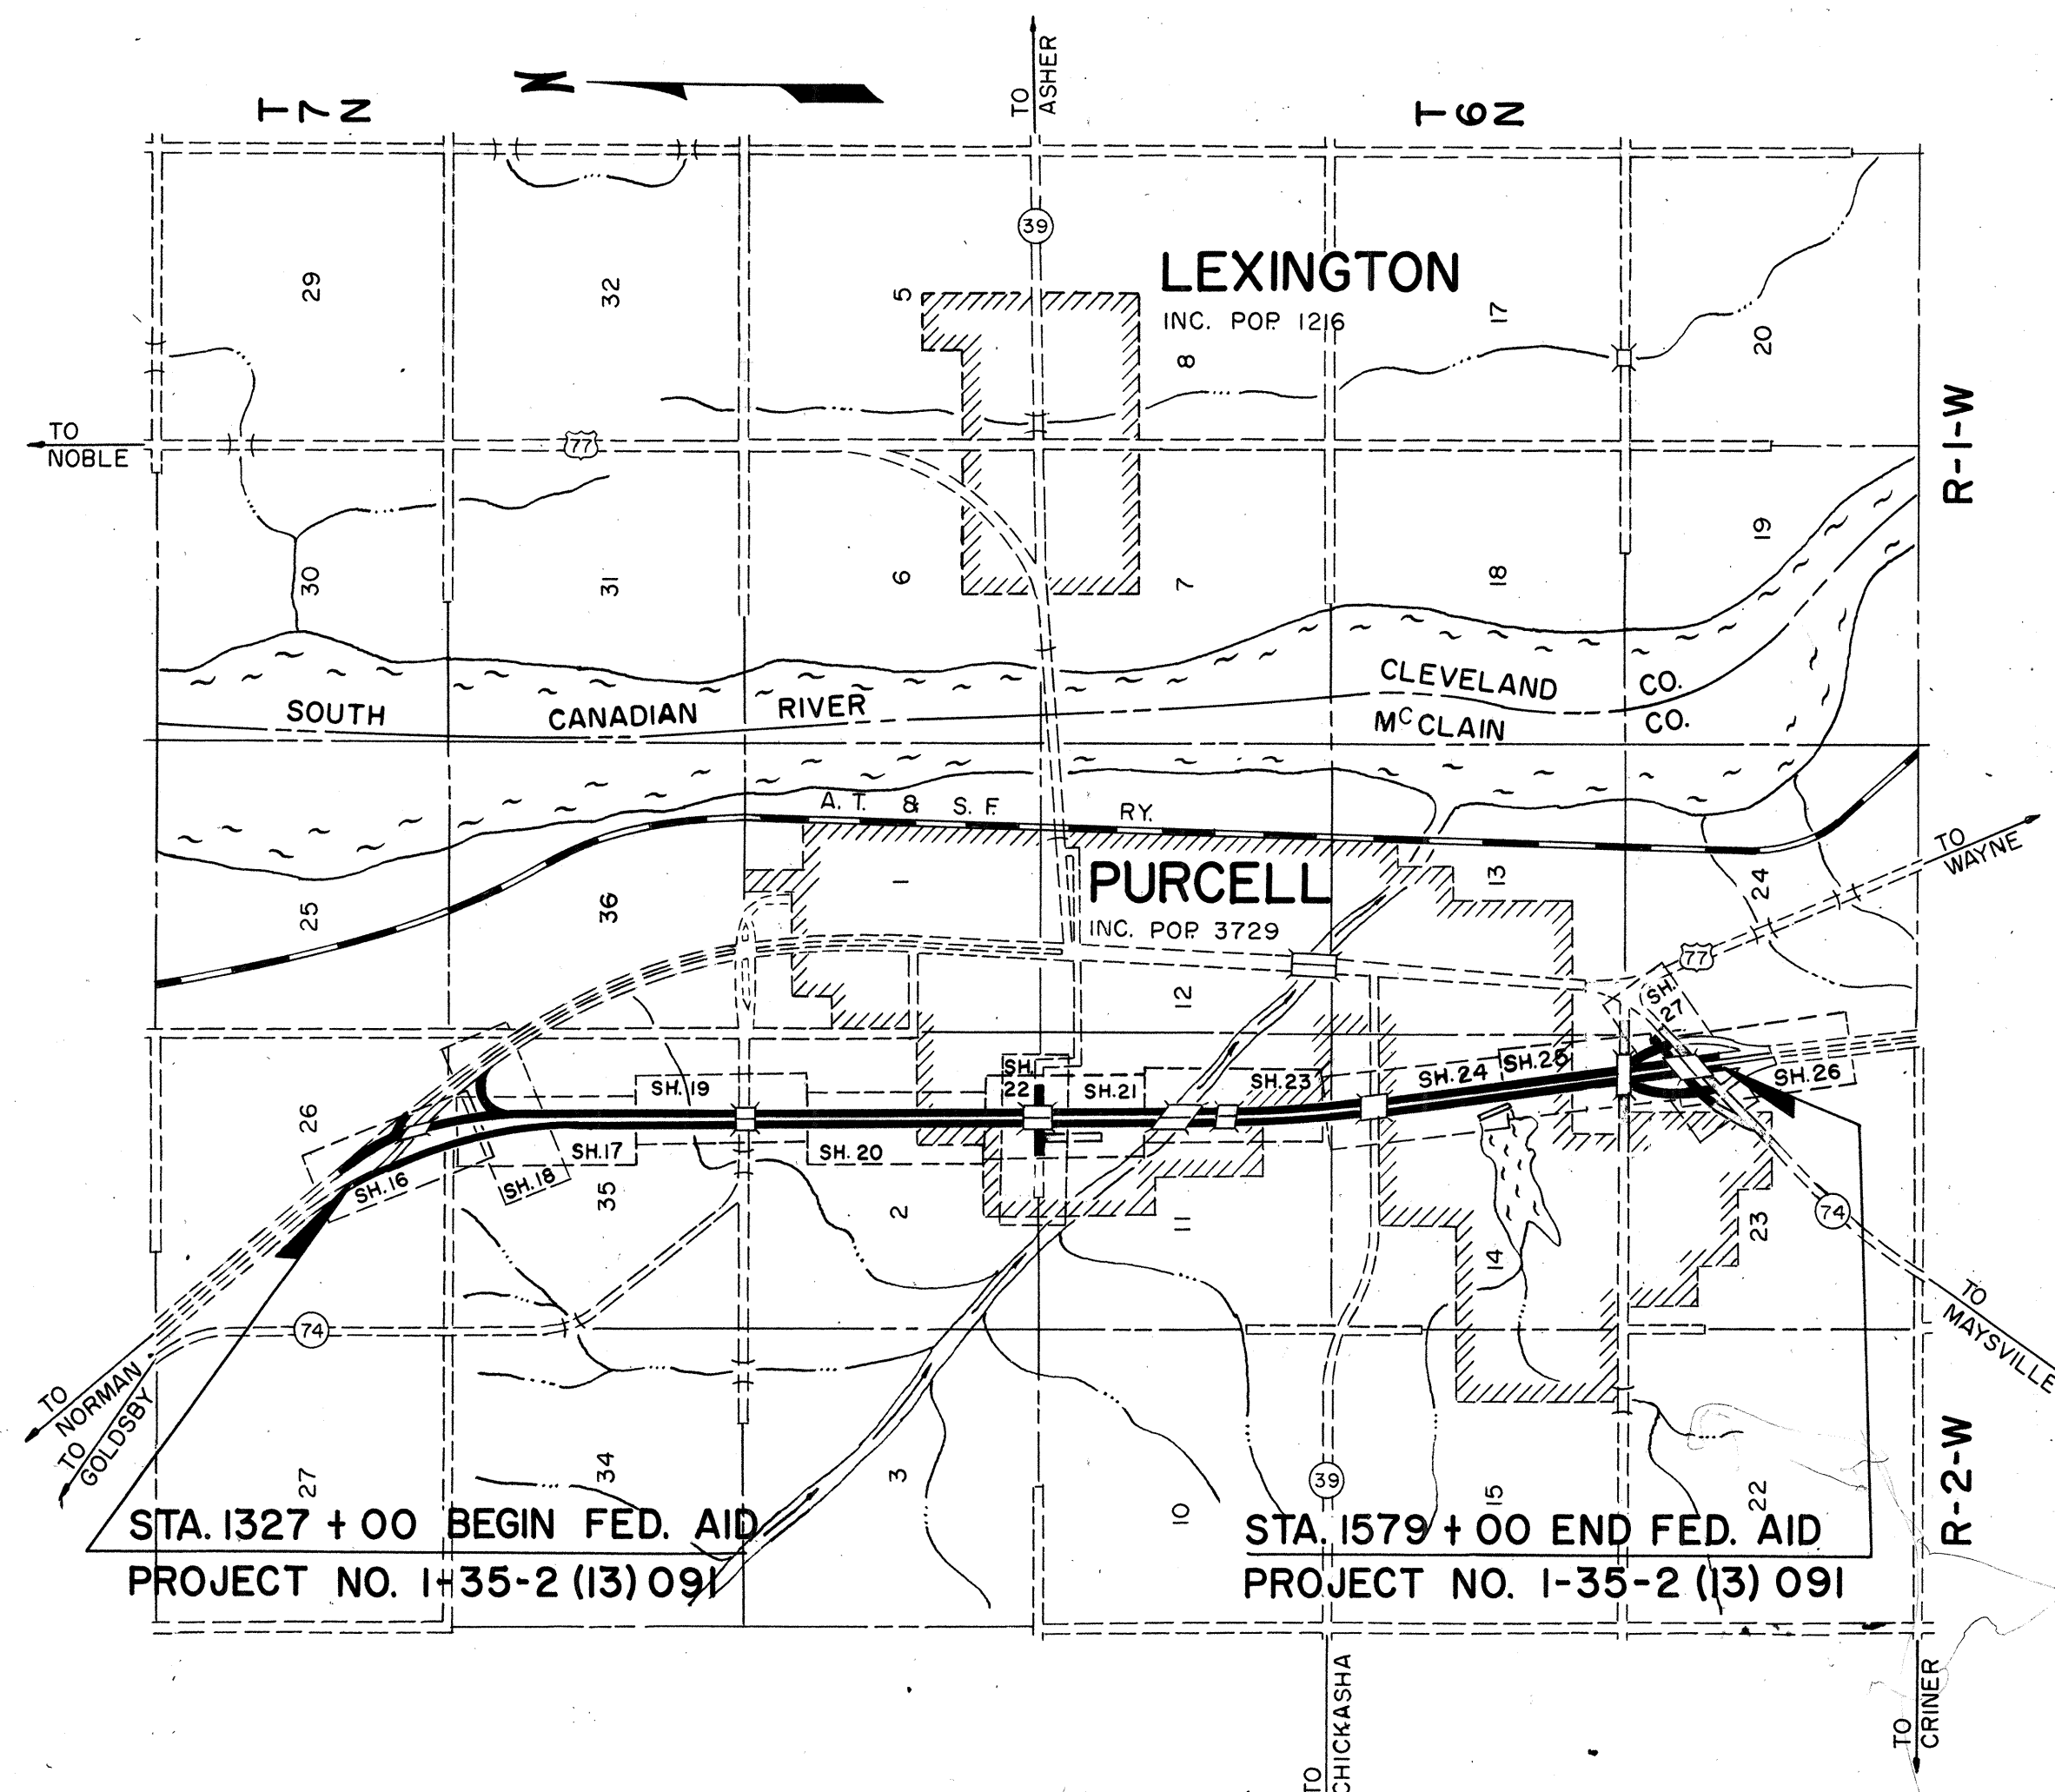 N
T
7
N
T
6
N
TO
ASHER
39
29
32
5
LEXINGTON
INC. POP. 1216
8
17
20
R-1-W
TO
NOBLE
77
30
31
6
7
18
19
SOUTH CANADIAN RIVER
CLEVELAND CO.
McCLAIN CO.
A. T. & S. F. RY.
25
36
1
PURCELL
INC. POP. 3729
13
24
TO
WAYNE
77
12
SH.
27
26
SH. 19
SH.
22
SH. 21
SH. 23
SH. 24
SH. 25
SH. 26
SH. 16
SH. 18
SH. 17
SH. 20
35
2
11
14
23
74
74
TO
NORMAN
TO
GOLDSBY
TO
MAYSVILLE
27
34
3
10
39
15
22
R-2-W
STA. 1327 + 00 BEGIN FED. AID
PROJECT NO. I-35-2 (13) 091
STA. 1579 + 00 END FED. AID
PROJECT NO. I-35-2 (13) 091
TO
CHICKASHA
TO
CRINER